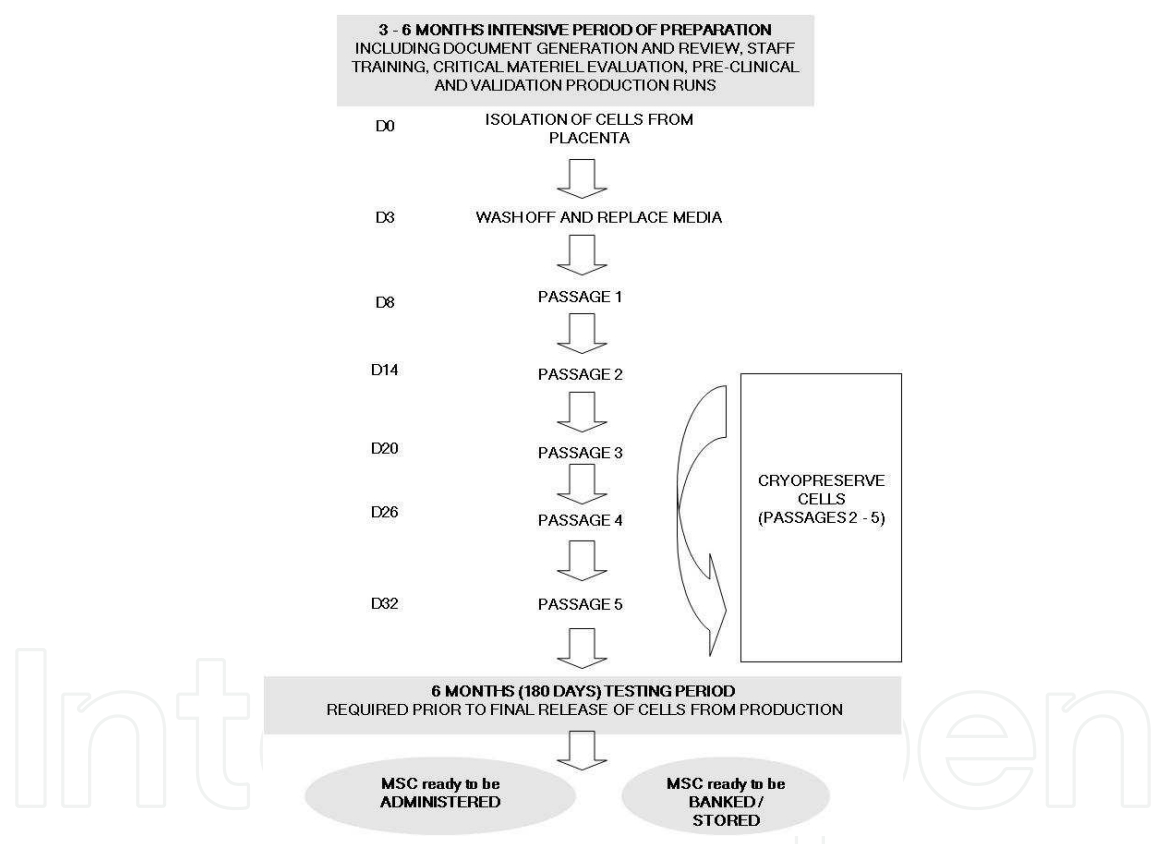 3 - 6 MONTHS INTENSIVE PERIOD OF PREPARATION
INCLUDING DOCUMENT GENERATION AND REVIEW, STAFF
TRAINING, CRITICAL MATERIEL EVALUATION, PRE-CLINICAL
AND VALIDATION PRODUCTION RUNS
D0
ISOLATION OF CELLS FROM
PLACENTA
D3
WASH OFF AND REPLACE MEDIA
D8
PASSAGE 1
D14
PASSAGE 2
D20
PASSAGE 3
CRYOPRESERVE
CELLS
(PASSAGES 2 - 5)
D26
PASSAGE 4
D32
PASSAGE 5
6 MONTHS (180 DAYS) TESTING PERIOD
REQUIRED PRIOR TO FINAL RELEASE OF CELLS FROM PRODUCTION
MSC ready to be
ADMINISTERED
MSC ready to be
BANKED /
STORED